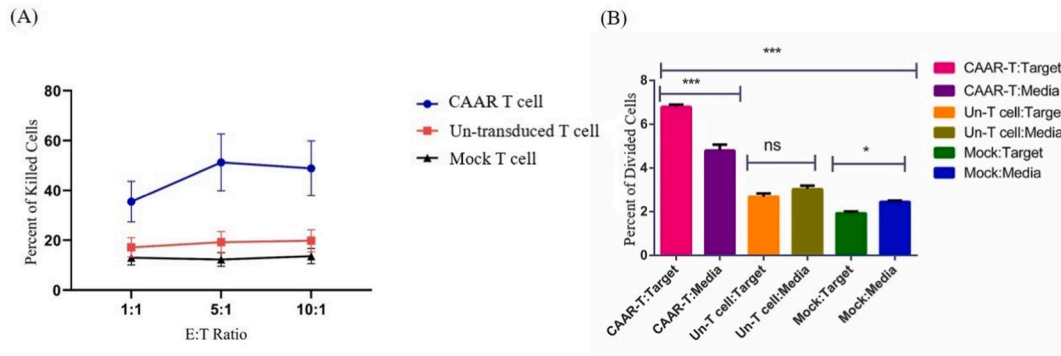 (A)
80
60
40
20
0
Percent of Killed Cells
1:1
5:1
10:1
E:T Ratio
CAAR T cell
Un-transduced T cell
Mock T cell
(B)
***
***
ns
*
8
6
4
2
0
Percent of Divided Cells
CAAR-T:Target
CAAR-T:Media
Un-T cell:Target
Un-T cell:Media
Mock:Target
Mock:Media
CAAR-T:Target
CAAR-T:Media
Un-T cell:Targe
Un-T cell:Media
Mock:Target
Mock:Media